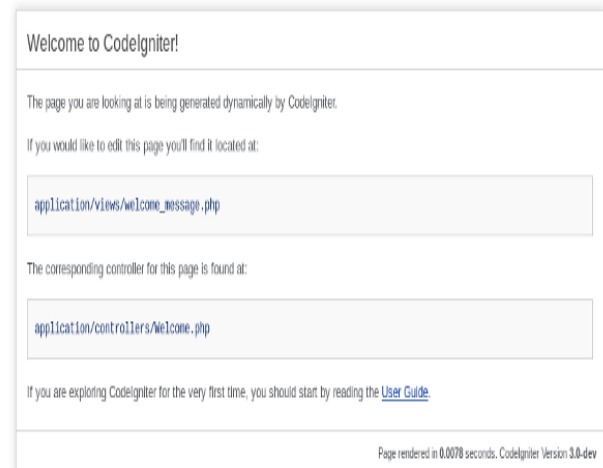 Welcome to CodeIgniter!
The page you are looking at is being generated dynamically by CodeIgniter.
If you would like to edit this page you'll find it located at:
application/views/welcome_message.php
The corresponding controller for this page is found at:
application/controllers/Welcome.php
If you are exploring CodeIgniter for the very first time, you should start by reading the User Guide.
Page rendered in 0.0078 seconds. CodeIgniter Version 3.0-dev